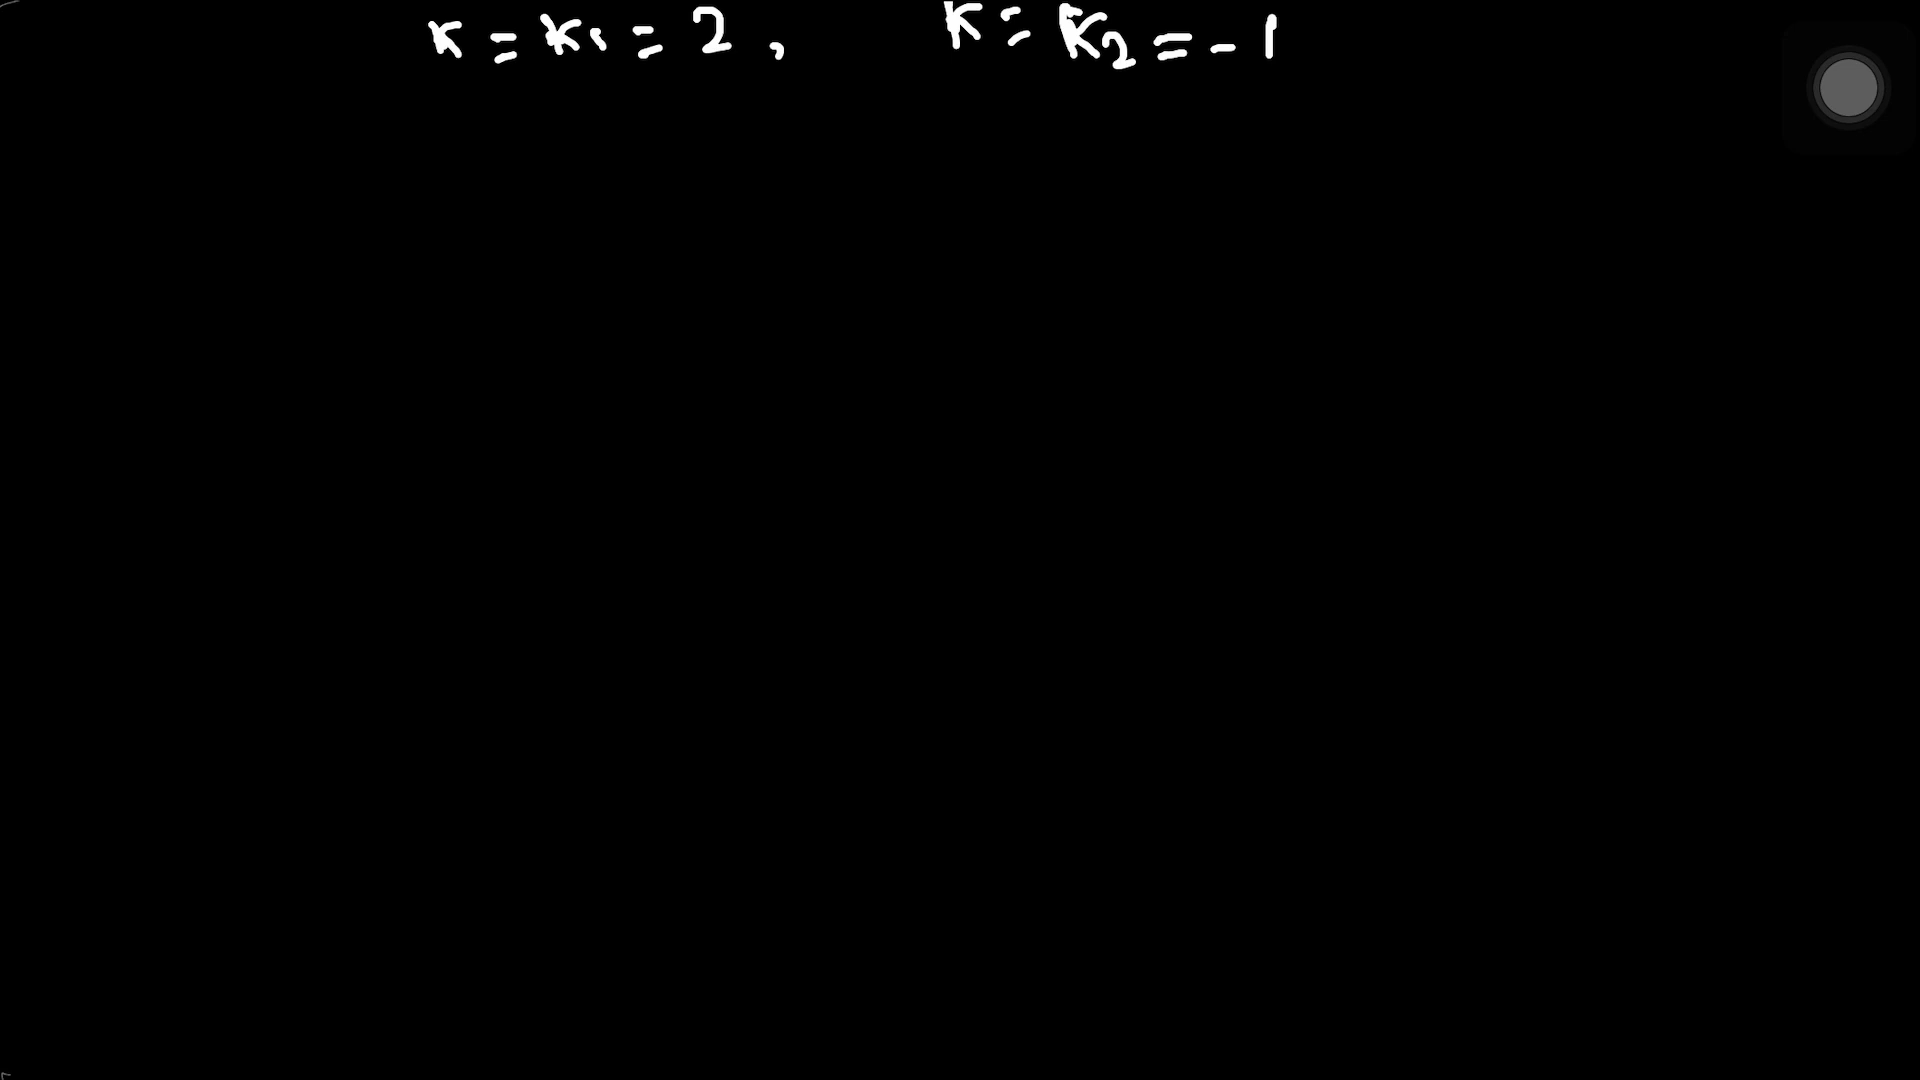 K = K₁ = 2 , K = K₂ = - 1